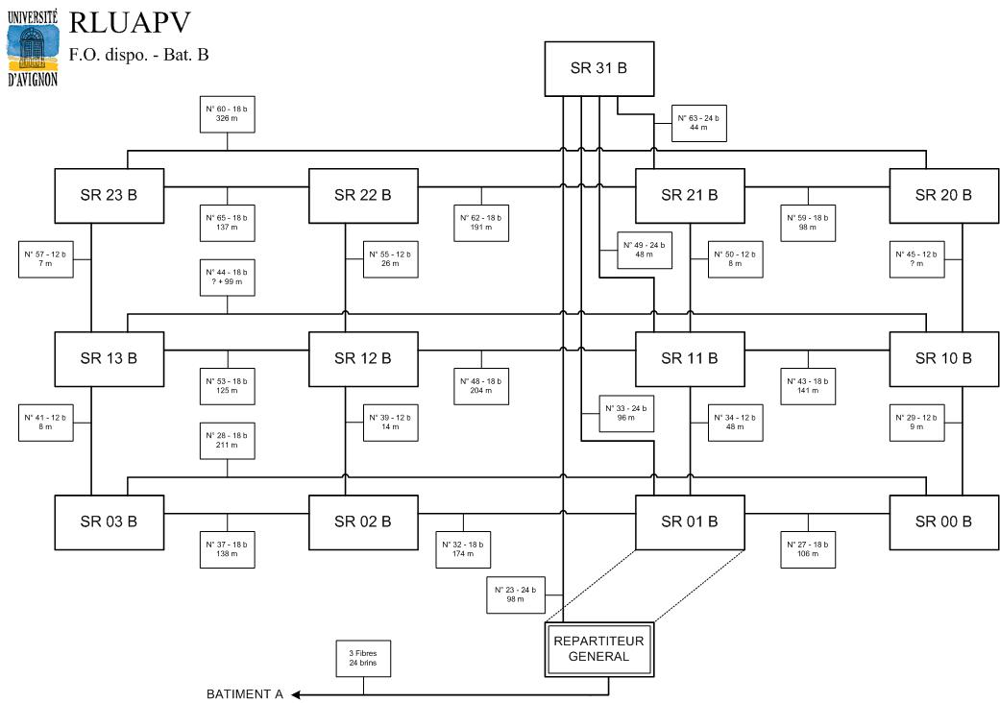 UNIVERSITÉ
D'AVIGNON
RLUAPV
F.O. dispo. - Bat. B
SR 31 B
N° 60 - 18 b
326 m
N° 63 - 24 b
44 m
SR 23 B
SR 22 B
SR 21 B
SR 20 B
N° 65 - 18 b
137 m
N° 62 - 18 b
191 m
N° 59 - 18 b
98 m
N° 57 - 12 b
7 m
N° 55 - 12 b
26 m
N° 49 - 24 b
48 m
N° 50 - 12 b
8 m
N° 45 - 12 b
? m
N° 44 - 18 b
? + 99 m
SR 13 B
SR 12 B
SR 11 B
SR 10 B
N° 53 - 18 b
125 m
N° 48 - 18 b
204 m
N° 43 - 18 b
141 m
N° 41 - 12 b
8 m
N° 39 - 12 b
14 m
N° 33 - 24 b
96 m
N° 34 - 12 b
48 m
N° 29 - 12 b
9 m
N° 28 - 18 b
211 m
SR 03 B
SR 02 B
SR 01 B
SR 00 B
N° 37 - 18 b
138 m
N° 32 - 18 b
174 m
N° 27 - 18 b
106 m
N° 23 - 24 b
98 m
REPARTITEUR
GENERAL
3 Fibres
24 brins
BATIMENT A